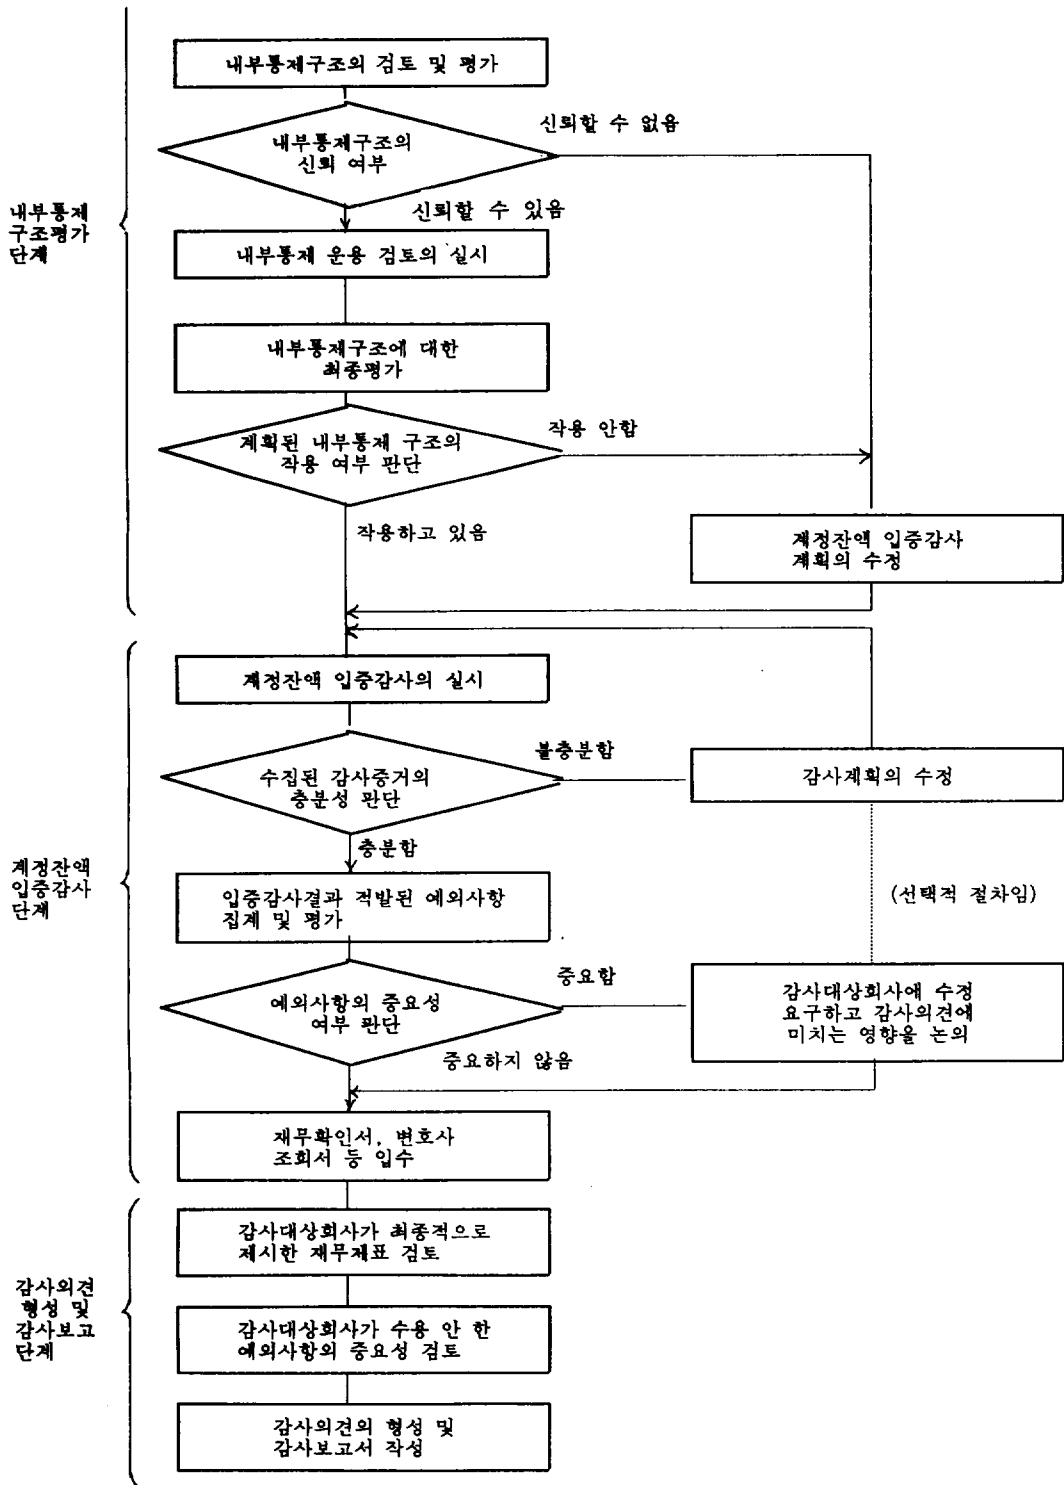 내부통제구조의 검토 및 평가
신뢰할 수 없음
내부통제구조의
신뢰 여부
신뢰할 수 있음
내부통제
구조평가
단계
내부통제 운용 검토의 실시
내부통제구조에 대한
최종평가
작용 안함
계획된 내부통제 구조의
작용 여부 판단
작용하고 있음
계정잔액 입증감사
계획의 수정
계정잔액 입증감사의 실시
불충분함
수집된 감사증거의
충분성 판단
감사계획의 수정
충분함
계정잔액
입증감사
단계
입증감사결과 적발된 예외사항
집계 및 평가
(선택적 절차임)
중요함
예외사항의 중요성
여부 판단
감사대상회사에 수정
요구하고 감사의견에
미치는 영향을 논의
중요하지 않음
재무확인서, 변호사
조회서 등 입수
감사대상회사가 최종적으로
제시한 재무제표 검토
감사의견
형성 및
감사보고
단계
감사대상회사가 수용 안 한
예외사항의 중요성 검토
감사의견의 형성 및
감사보고서 작성